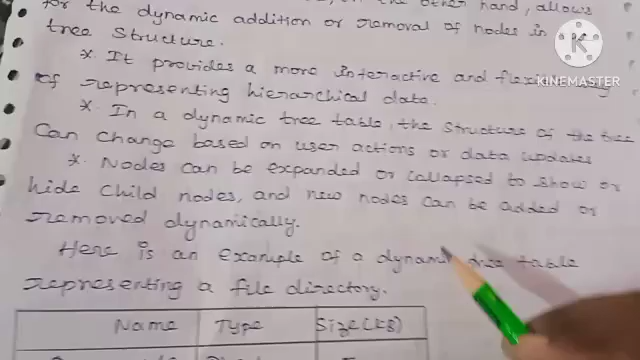 for the dynamic addition or removal of nodes in
tree structure.
* It provides a more interactive and
of representing hierarchical data.
* In a dynamic tree table, the structure of the tree
can change based on user actions or data updates
* Nodes can be expanded or collapsed to show or
hide child nodes, and new nodes can be added or
removed dynamically.
Here is an example of a dynamic tree table
representing a file directory.
Name Type Size(KB)
K
KINEMASTER